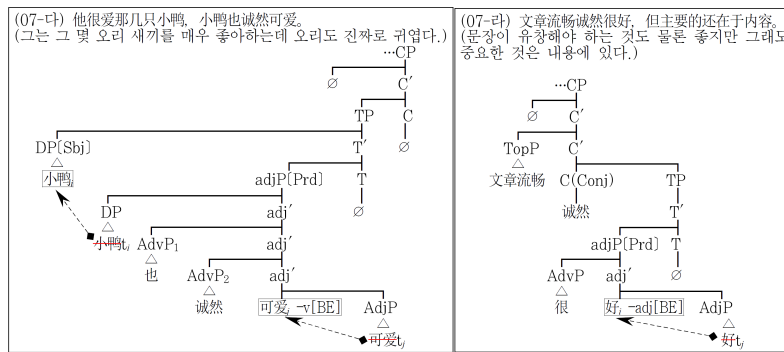 (07-다) 他很爱那几只小鸭, 小鸭也诚然可爱.
(그는 그 몇 오리 새끼를 매우 좋아하는데 오리도 진짜로 귀엽다.)
…CP
∅
C′
TP
C
∅
DP〔Sbj〕
T′
小鸭i
adjP〔Prd〕
T
∅
DP
adj′
小鸭ti
AdvP1
adj′
也
AdvP2
adj′
诚然
可爱j -v[BE]
AdjP
可爱tj
(07-라) 文章流畅诚然很好, 但主要的还在于内容.
(문장이 유창해야 하는 것도 물론 좋지만 그래도
중요한 것은 내용에 있다.)
…CP
∅
C′
TopP
C′
文章流畅
C(Conj)
TP
诚然
T′
adjP〔Prd〕
T
∅
AdvP
adj′
很
好i -adj[BE]
AdjP
好ti